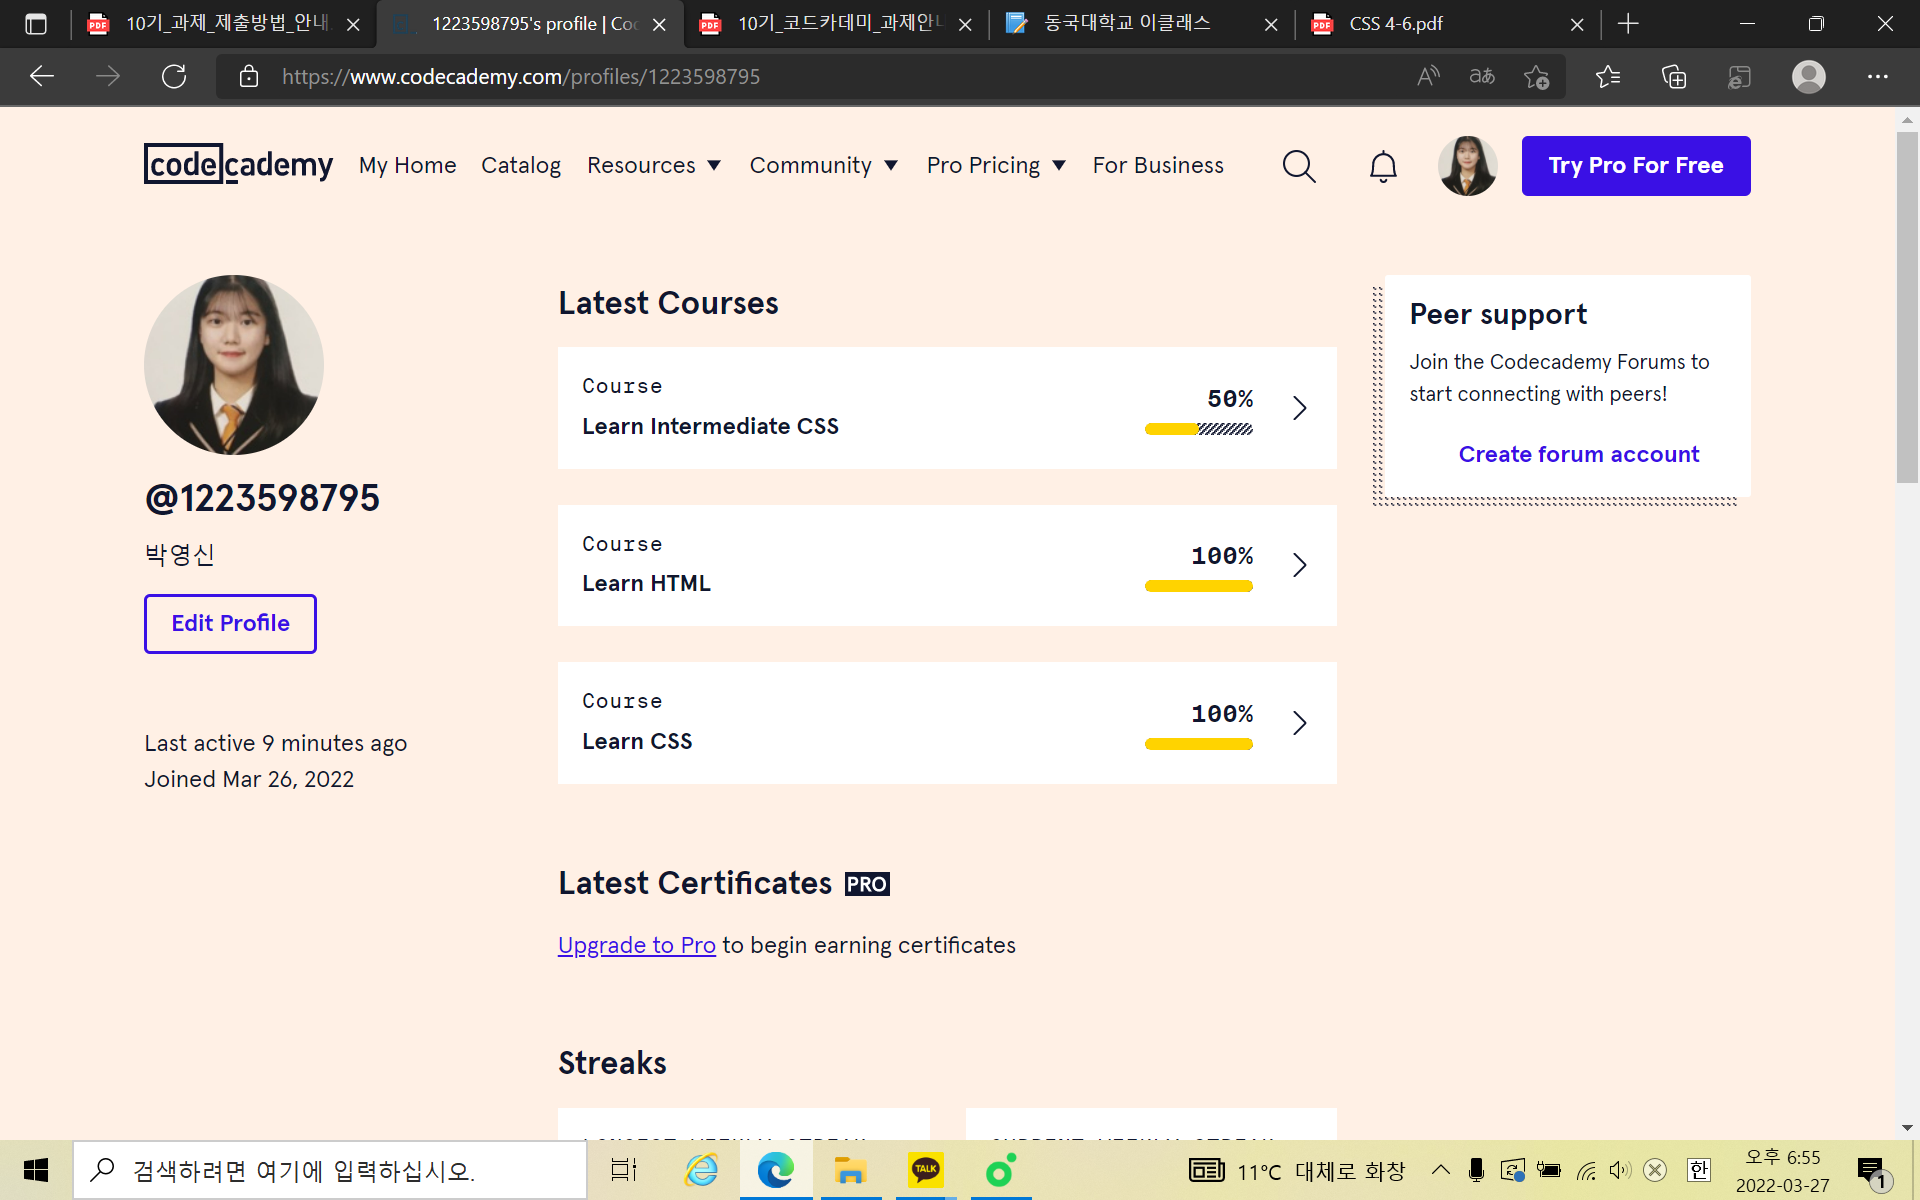 10기_과제_제출방법_안내
1223598795's profile | Co
10기_코드카데미_과제안내
동국대학교 이클래스
CSS 4-6.pdf
https://www.codecademy.com/profiles/1223598795
codecademy
My Home
Catalog
Resources
Community
Pro Pricing
For Business
Try Pro For Free
@1223598795
박영신
Edit Profile
Last active 9 minutes ago
Joined Mar 26, 2022
Latest Courses
Course
50%
Learn Intermediate CSS
Course
100%
Learn HTML
Course
100%
Learn CSS
Latest Certificates PRO
Upgrade to Pro to begin earning certificates
Streaks
Peer support
Join the Codecademy Forums to
start connecting with peers!
Create forum account
검색하려면 여기에 입력하십시오.
TALK
11°C 대체로 화창
한
오후 6:55
2022-03-27
1